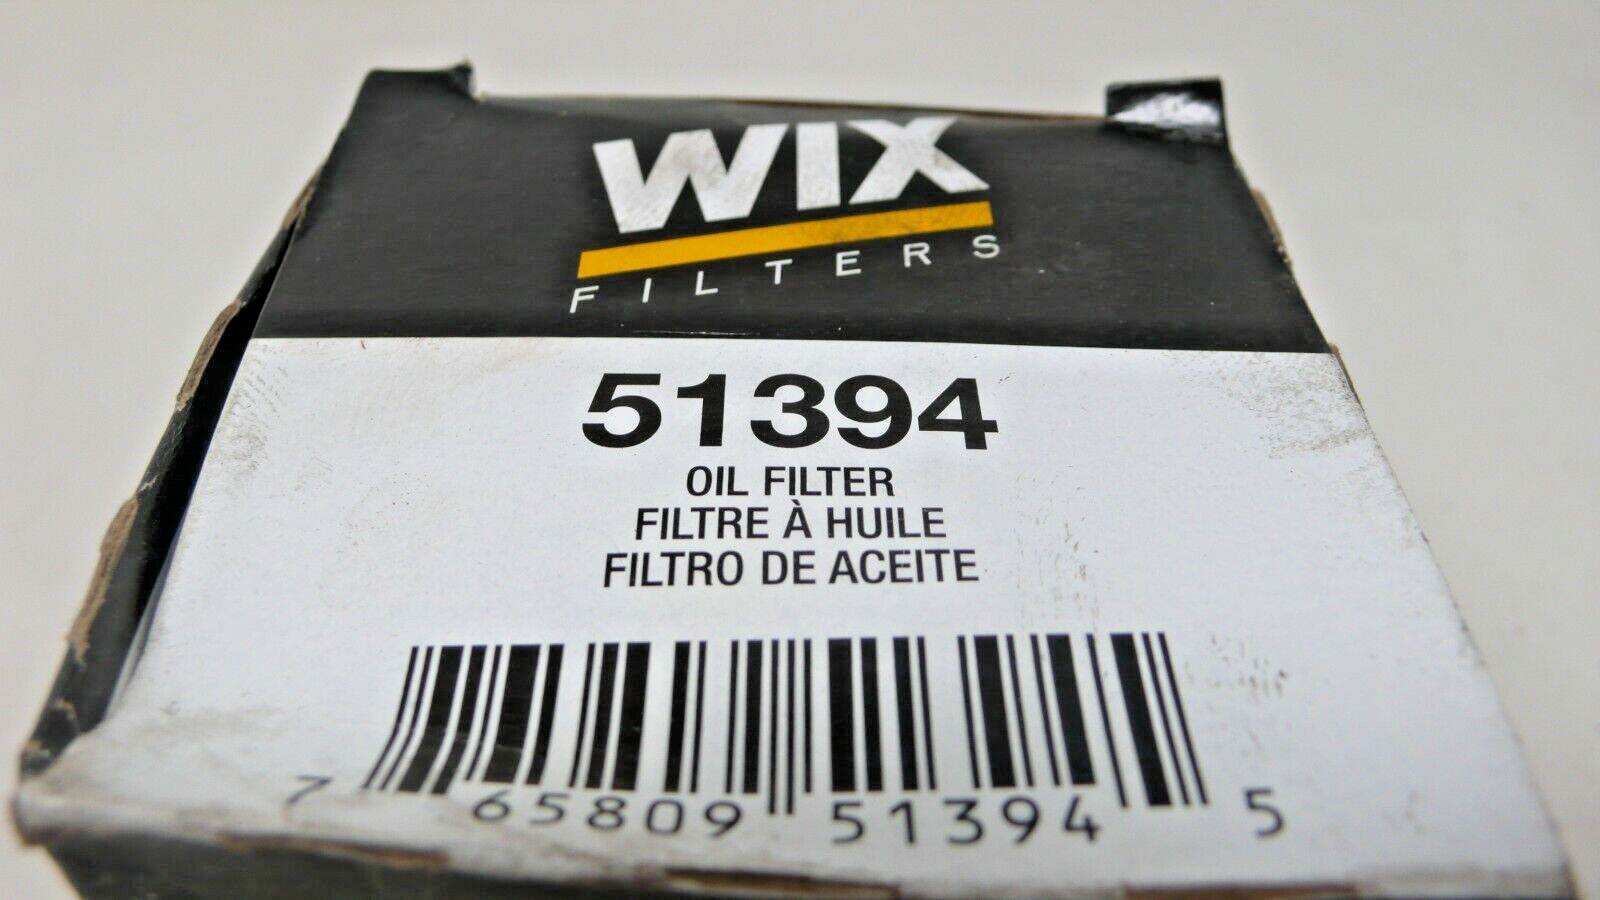 WIX
FILTERS
51394
OIL FILTER
FILTRE À HUILE
FILTRO DE ACEITE
7 65809 51394 5